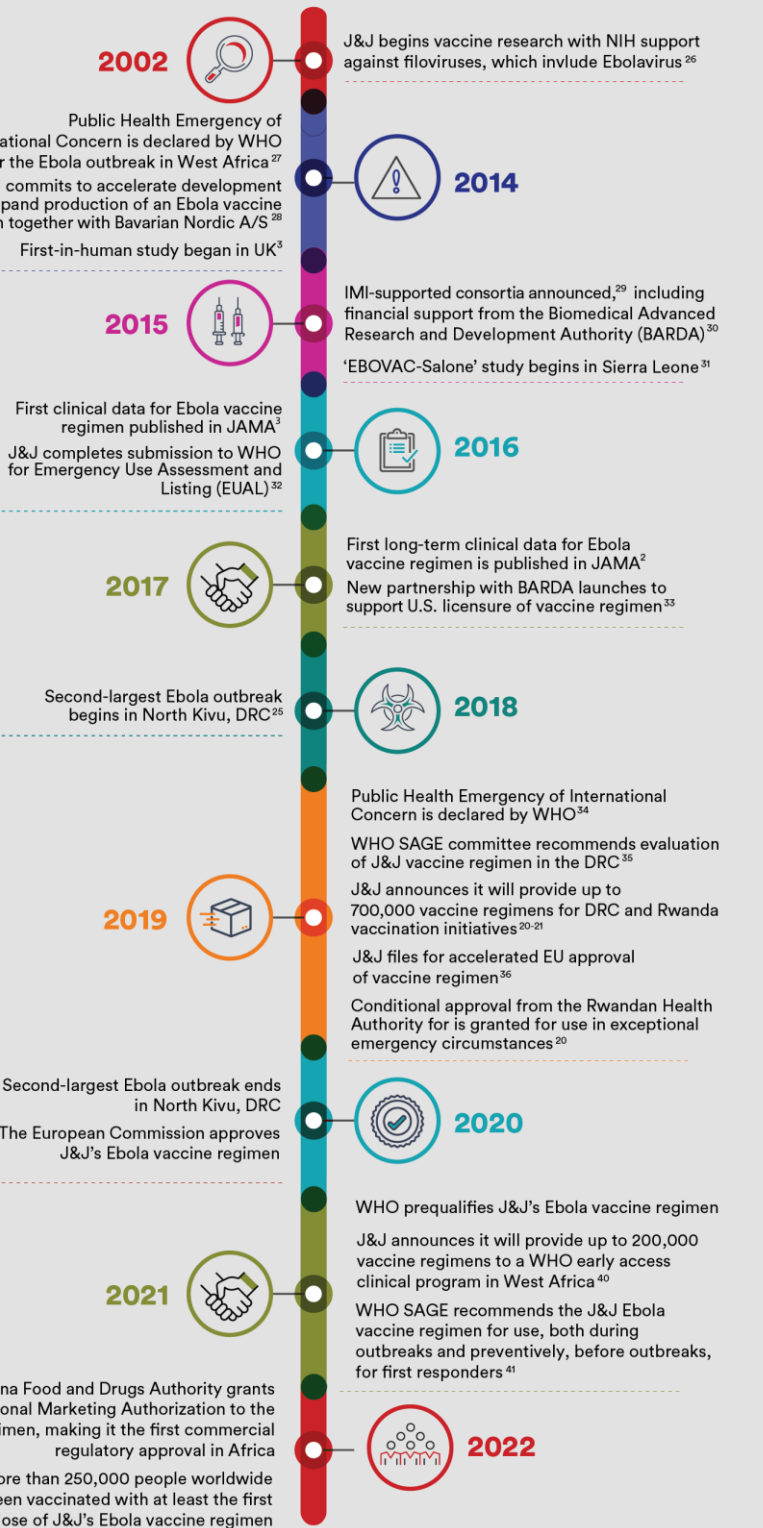 2002
J&J begins vaccine research with NIH support
against filoviruses, which invlude Ebolavirus 26
Public Health Emergency of
ational Concern is declared by WHO
r the Ebola outbreak in West Africa 27
commits to accelerate development
pand production of an Ebola vaccine
n together with Bavarian Nordic A/S 28
First-in-human study began in UK3
2014
2015
IMI-supported consortia announced,29 including
financial support from the Biomedical Advanced
Research and Development Authority (BARDA)30
‘EBOVAC-Salone’ study begins in Sierra Leone 31
First clinical data for Ebola vaccine
regimen published in JAMA3
J&J completes submission to WHO
for Emergency Use Assessment and
Listing (EUAL) 32
2016
2017
First long-term clinical data for Ebola
vaccine regimen is published in JAMA2
New partnership with BARDA launches to
support U.S. licensure of vaccine regimen 33
Second-largest Ebola outbreak
begins in North Kivu, DRC25
2018
2019
Public Health Emergency of International
Concern is declared by WHO34
WHO SAGE committee recommends evaluation
of J&J vaccine regimen in the DRC 35
J&J announces it will provide up to
700,000 vaccine regimens for DRC and Rwanda
vaccination initiatives 20-21
J&J files for accelerated EU approval
of vaccine regimen 36
Conditional approval from the Rwandan Health
Authority for is granted for use in exceptional
emergency circumstances 20
Second-largest Ebola outbreak ends
in North Kivu, DRC
The European Commission approves
J&J’s Ebola vaccine regimen
2020
2021
WHO prequalifies J&J’s Ebola vaccine regimen
J&J announces it will provide up to 200,000
vaccine regimens to a WHO early access
clinical program in West Africa 40
WHO SAGE recommends the J&J Ebola
vaccine regimen for use, both during
outbreaks and preventively, before outbreaks,
for first responders 41
na Food and Drugs Authority grants
onal Marketing Authorization to the
imen, making it the first commercial
regulatory approval in Africa
ore than 250,000 people worldwide
een vaccinated with at least the first
ose of J&J’s Ebola vaccine regimen
2022